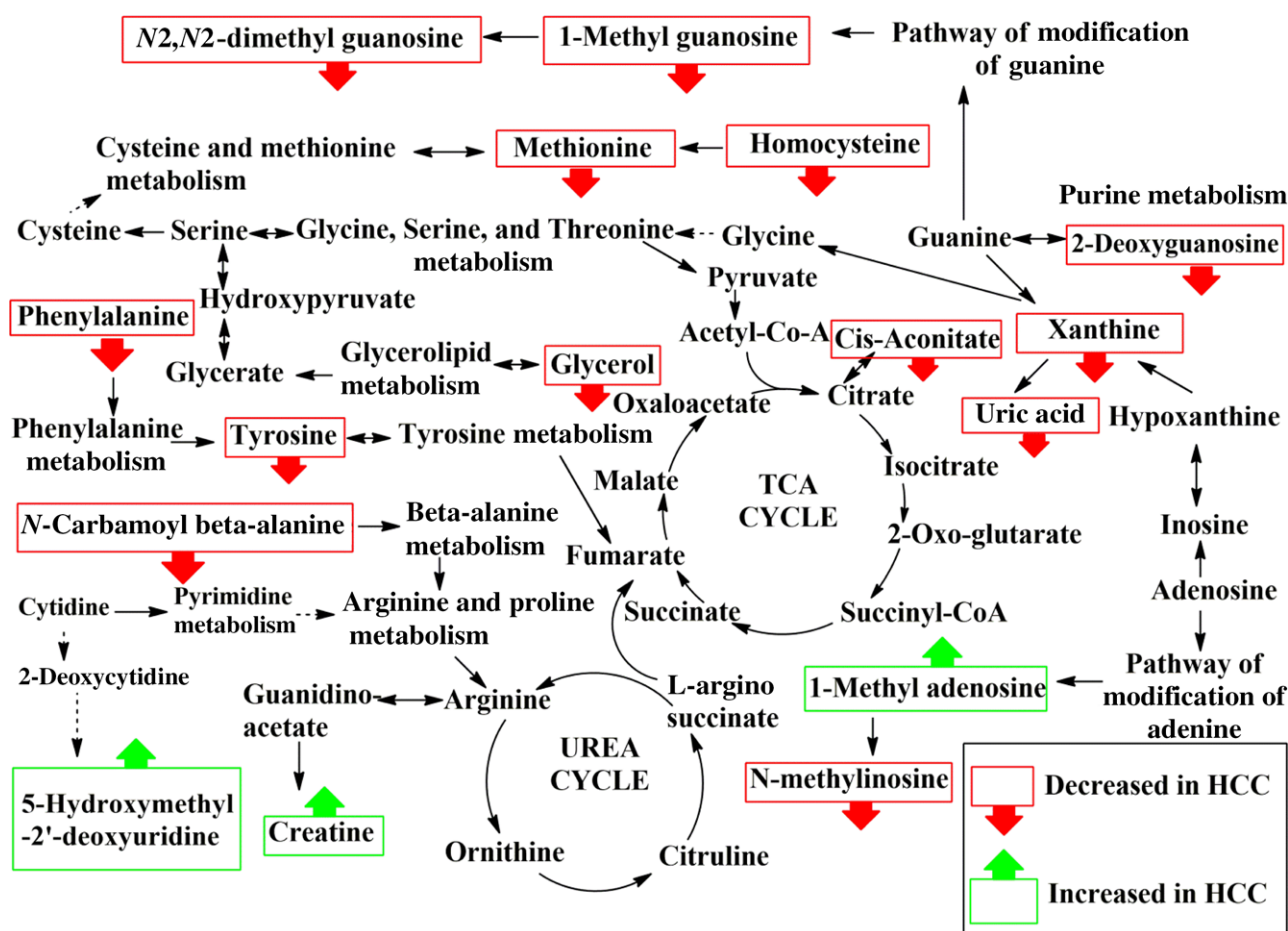 N2,N2-dimethyl guanosine
1-Methyl guanosine
Pathway of modification
of guanine
Cysteine and methionine
metabolism
Methionine
Homocysteine
Purine metabolism
Cysteine
Serine
Glycine, Serine, and Threonine
metabolism
Glycine
Guanine
2-Deoxyguanosine
Pyruvate
Hydroxypyruvate
Phenylalanine
Acetyl-Co-A
Cis-Aconitate
Xanthine
Glycerate
Glycerolipid
metabolism
Glycerol
Oxaloacetate
Citrate
Uric acid
Hypoxanthine
Phenylalanine
metabolism
Tyrosine
Tyrosine metabolism
Malate
TCA
CYCLE
Isocitrate
N-Carbamoyl beta-alanine
Beta-alanine
metabolism
Fumarate
2-Oxo-glutarate
Inosine
Cytidine
Pyrimidine
metabolism
Arginine and proline
metabolism
Succinate
Succinyl-CoA
Adenosine
2-Deoxycytidine
Guanidino-
acetate
Arginine
L-argino
succinate
1-Methyl adenosine
Pathway of
modification of
adenine
UREA
CYCLE
5-Hydroxymethyl
-2'-deoxyuridine
Creatine
Ornithine
Citruline
N-methylinosine
Decreased in HCC
Increased in HCC